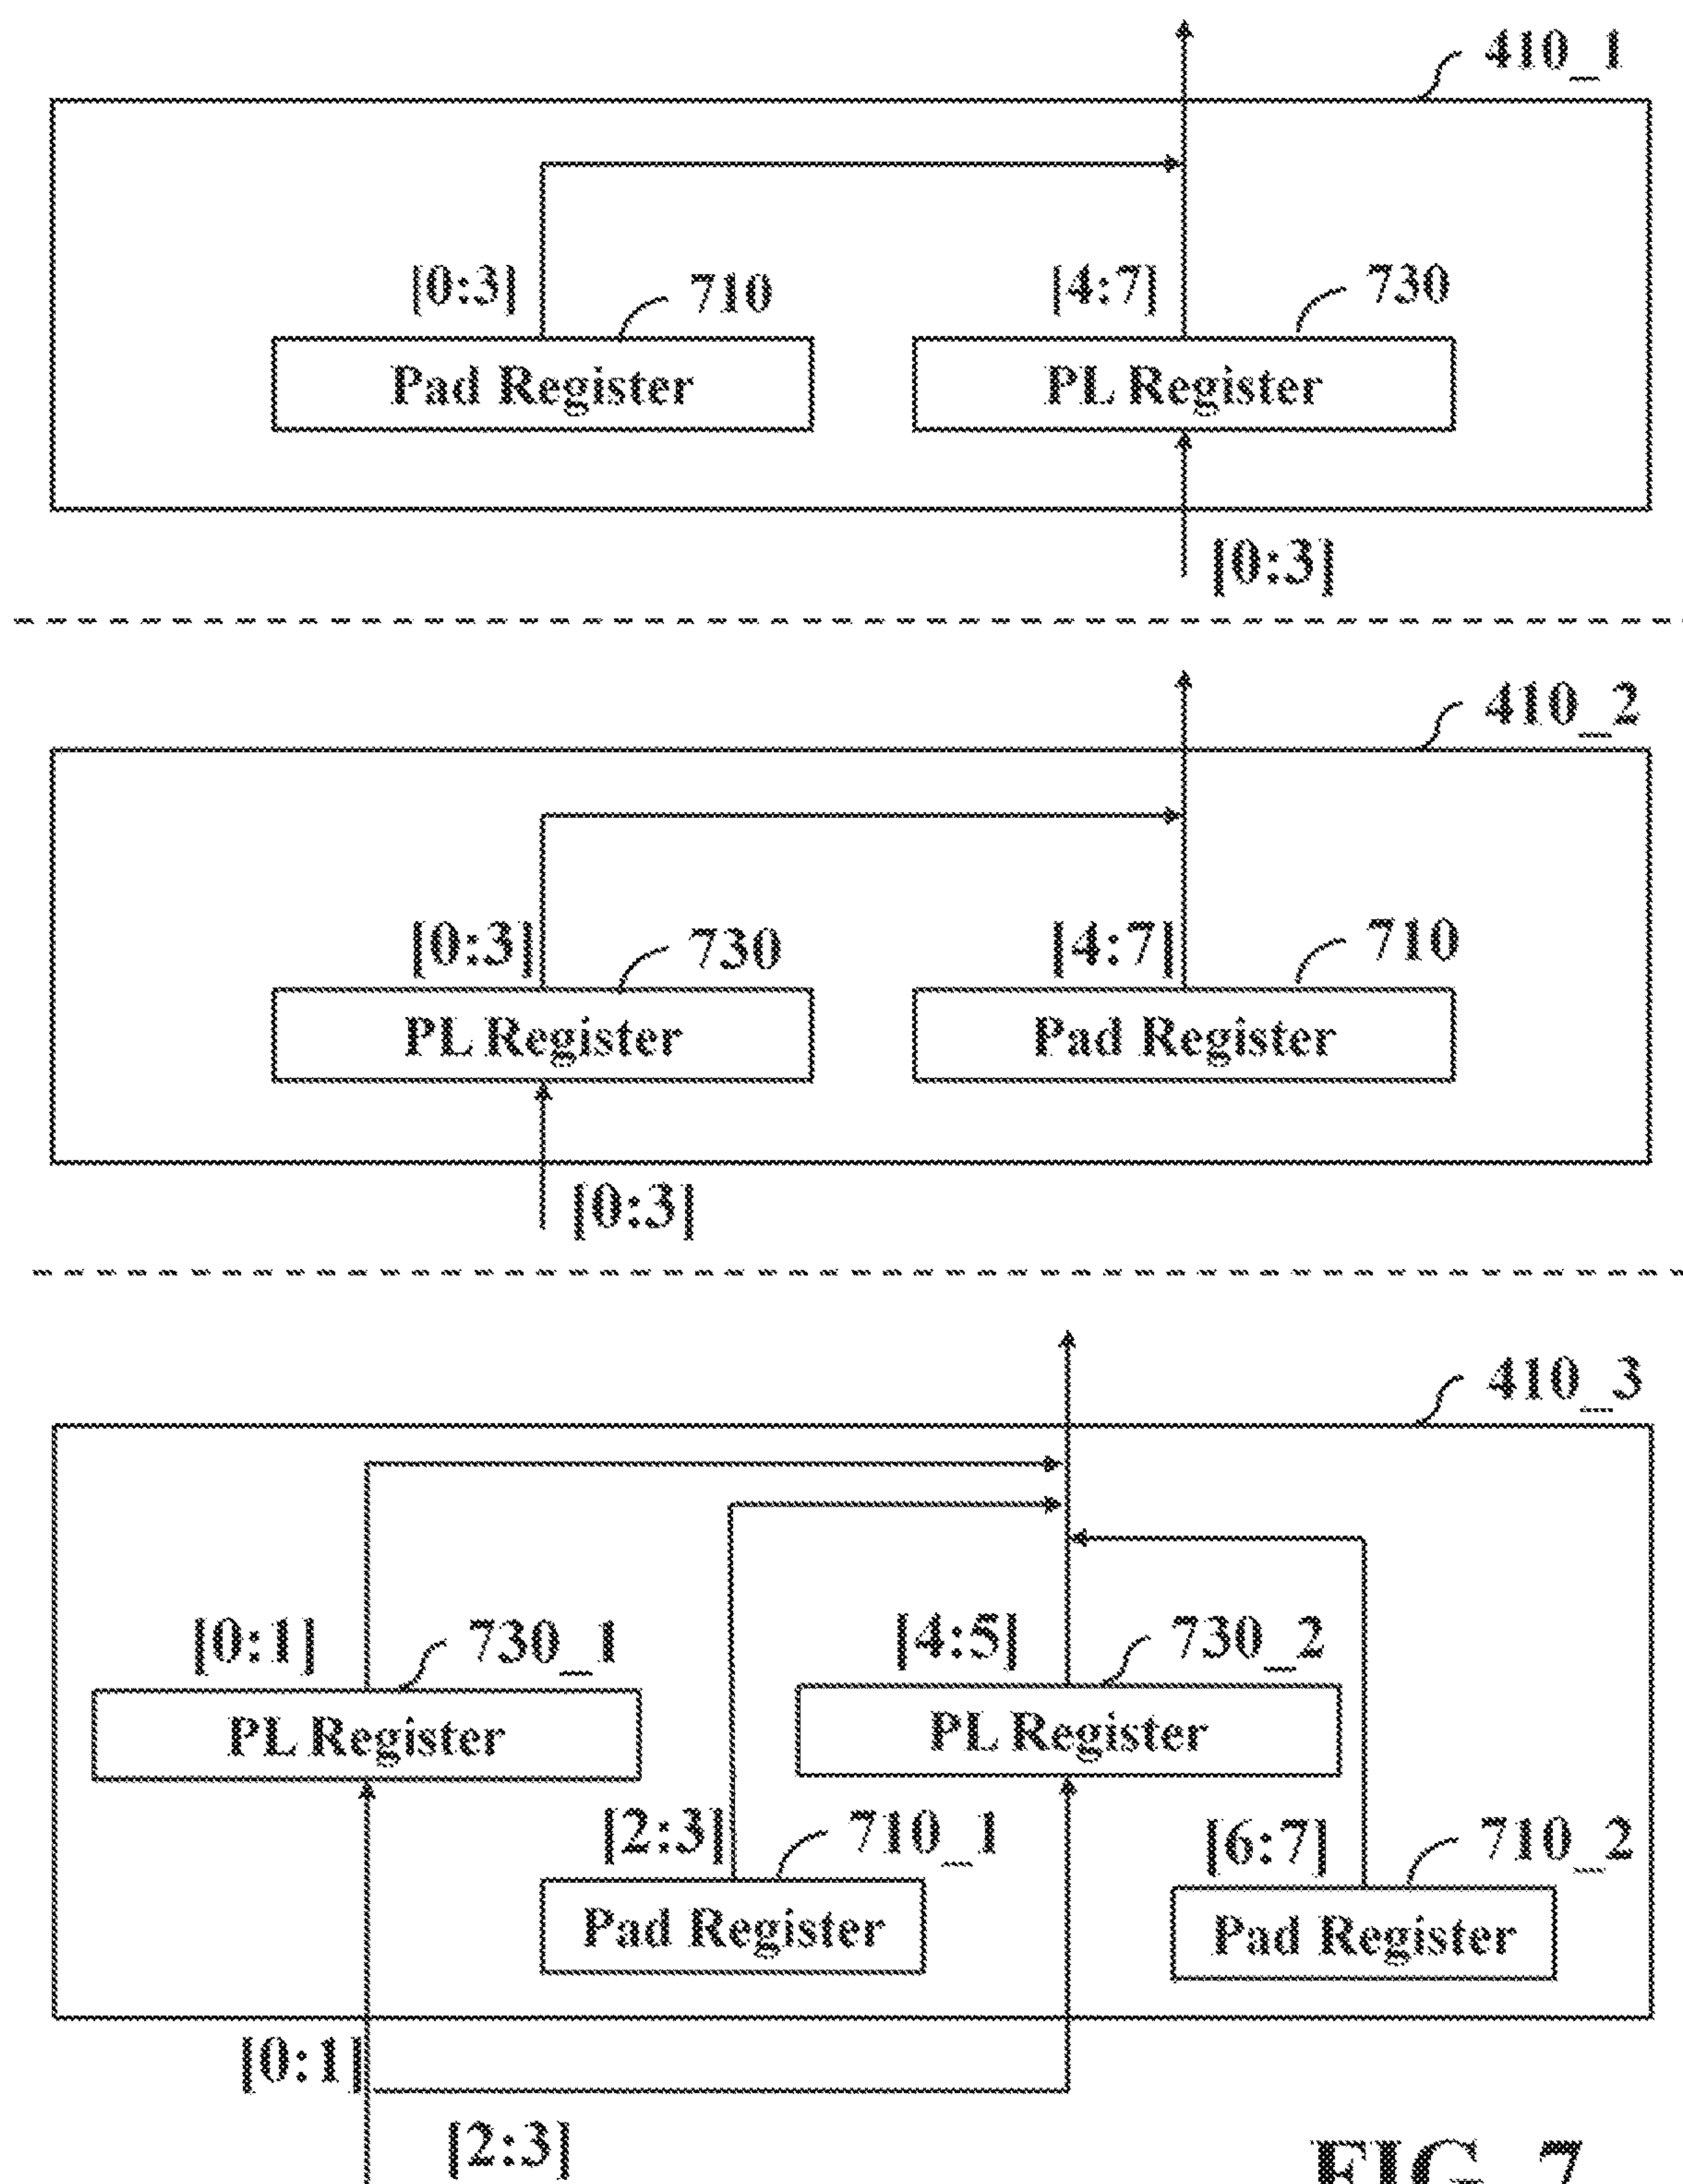 410_1
[0:3] 710 [4:7] 730
Pad Register PL Register
[0:3]
410_2
[0:3] 730 [4:7] 710
PL Register Pad Register
[0:3]
410_3
[0:1] 730_1 [4:5] 730_2
PL Register PL Register
[2:3] 710_1 [6:7] 710_2
Pad Register Pad Register
[0:1]
[2:3]
FIG. 7